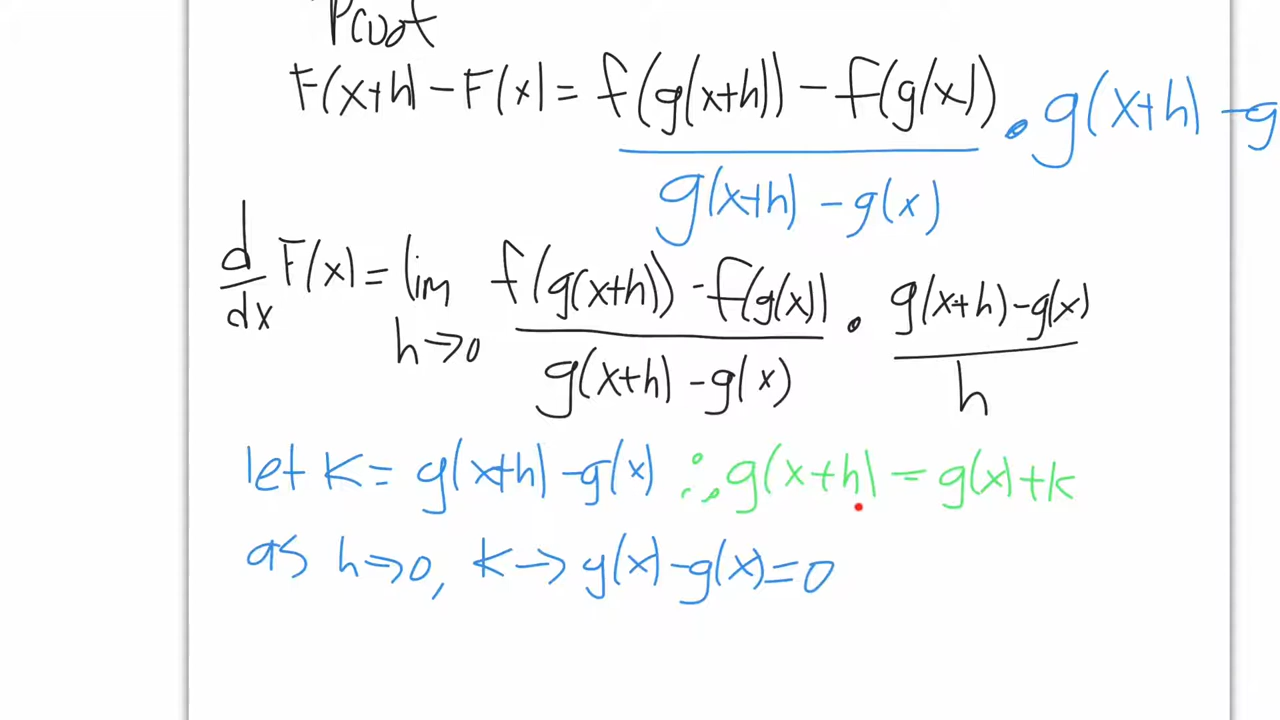 Proof
F(x+h) - F(x) = f(g(x+h)) - f(g(x)) · g(x+h) - g
g(x+h) - g(x)
d/dx F(x) = lim h→0 f(g(x+h)) - f(g(x)) / g(x+h) - g(x) · g(x+h) - g(x) / h
let K = g(x+h) - g(x) ∴ g(x+h) = g(x) + k
as h→0, k → g(x) - g(x) = 0